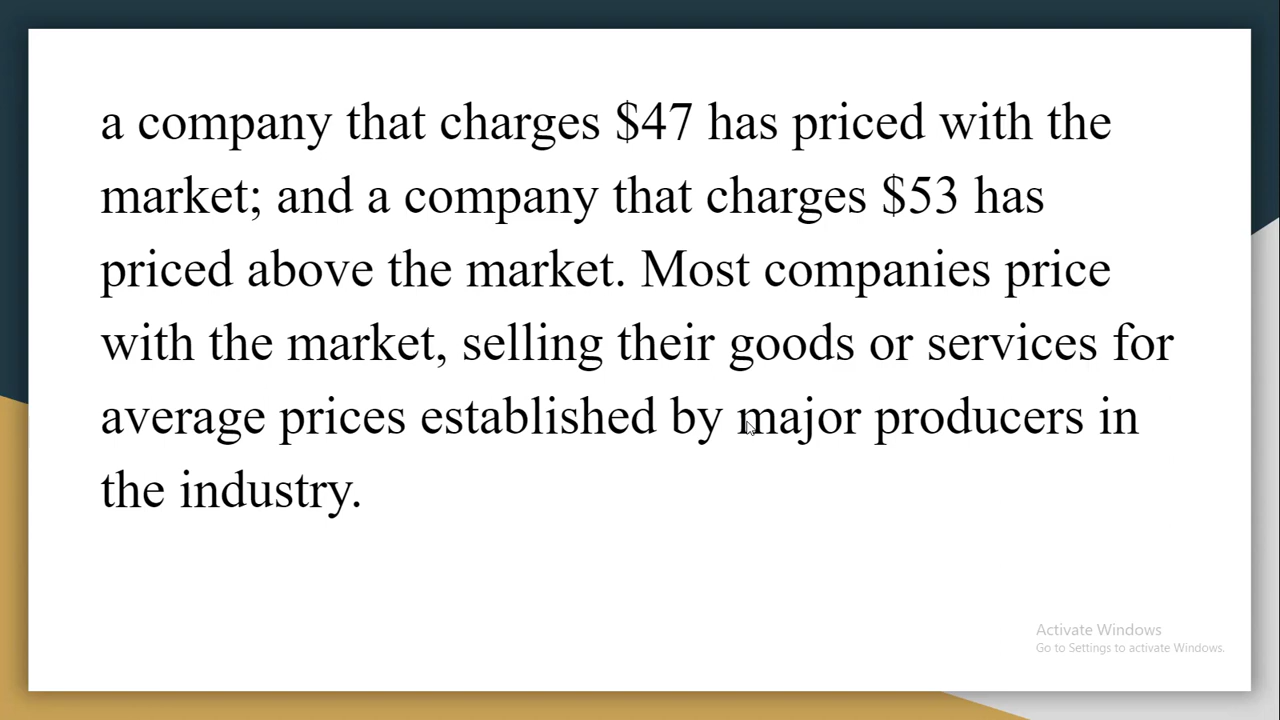 a company that charges $47 has priced with the
market; and a company that charges $53 has
priced above the market. Most companies price
with the market, selling their goods or services for
average prices established by major producers in
the industry.
Activate Windows
Go to Settings to activate Windows.